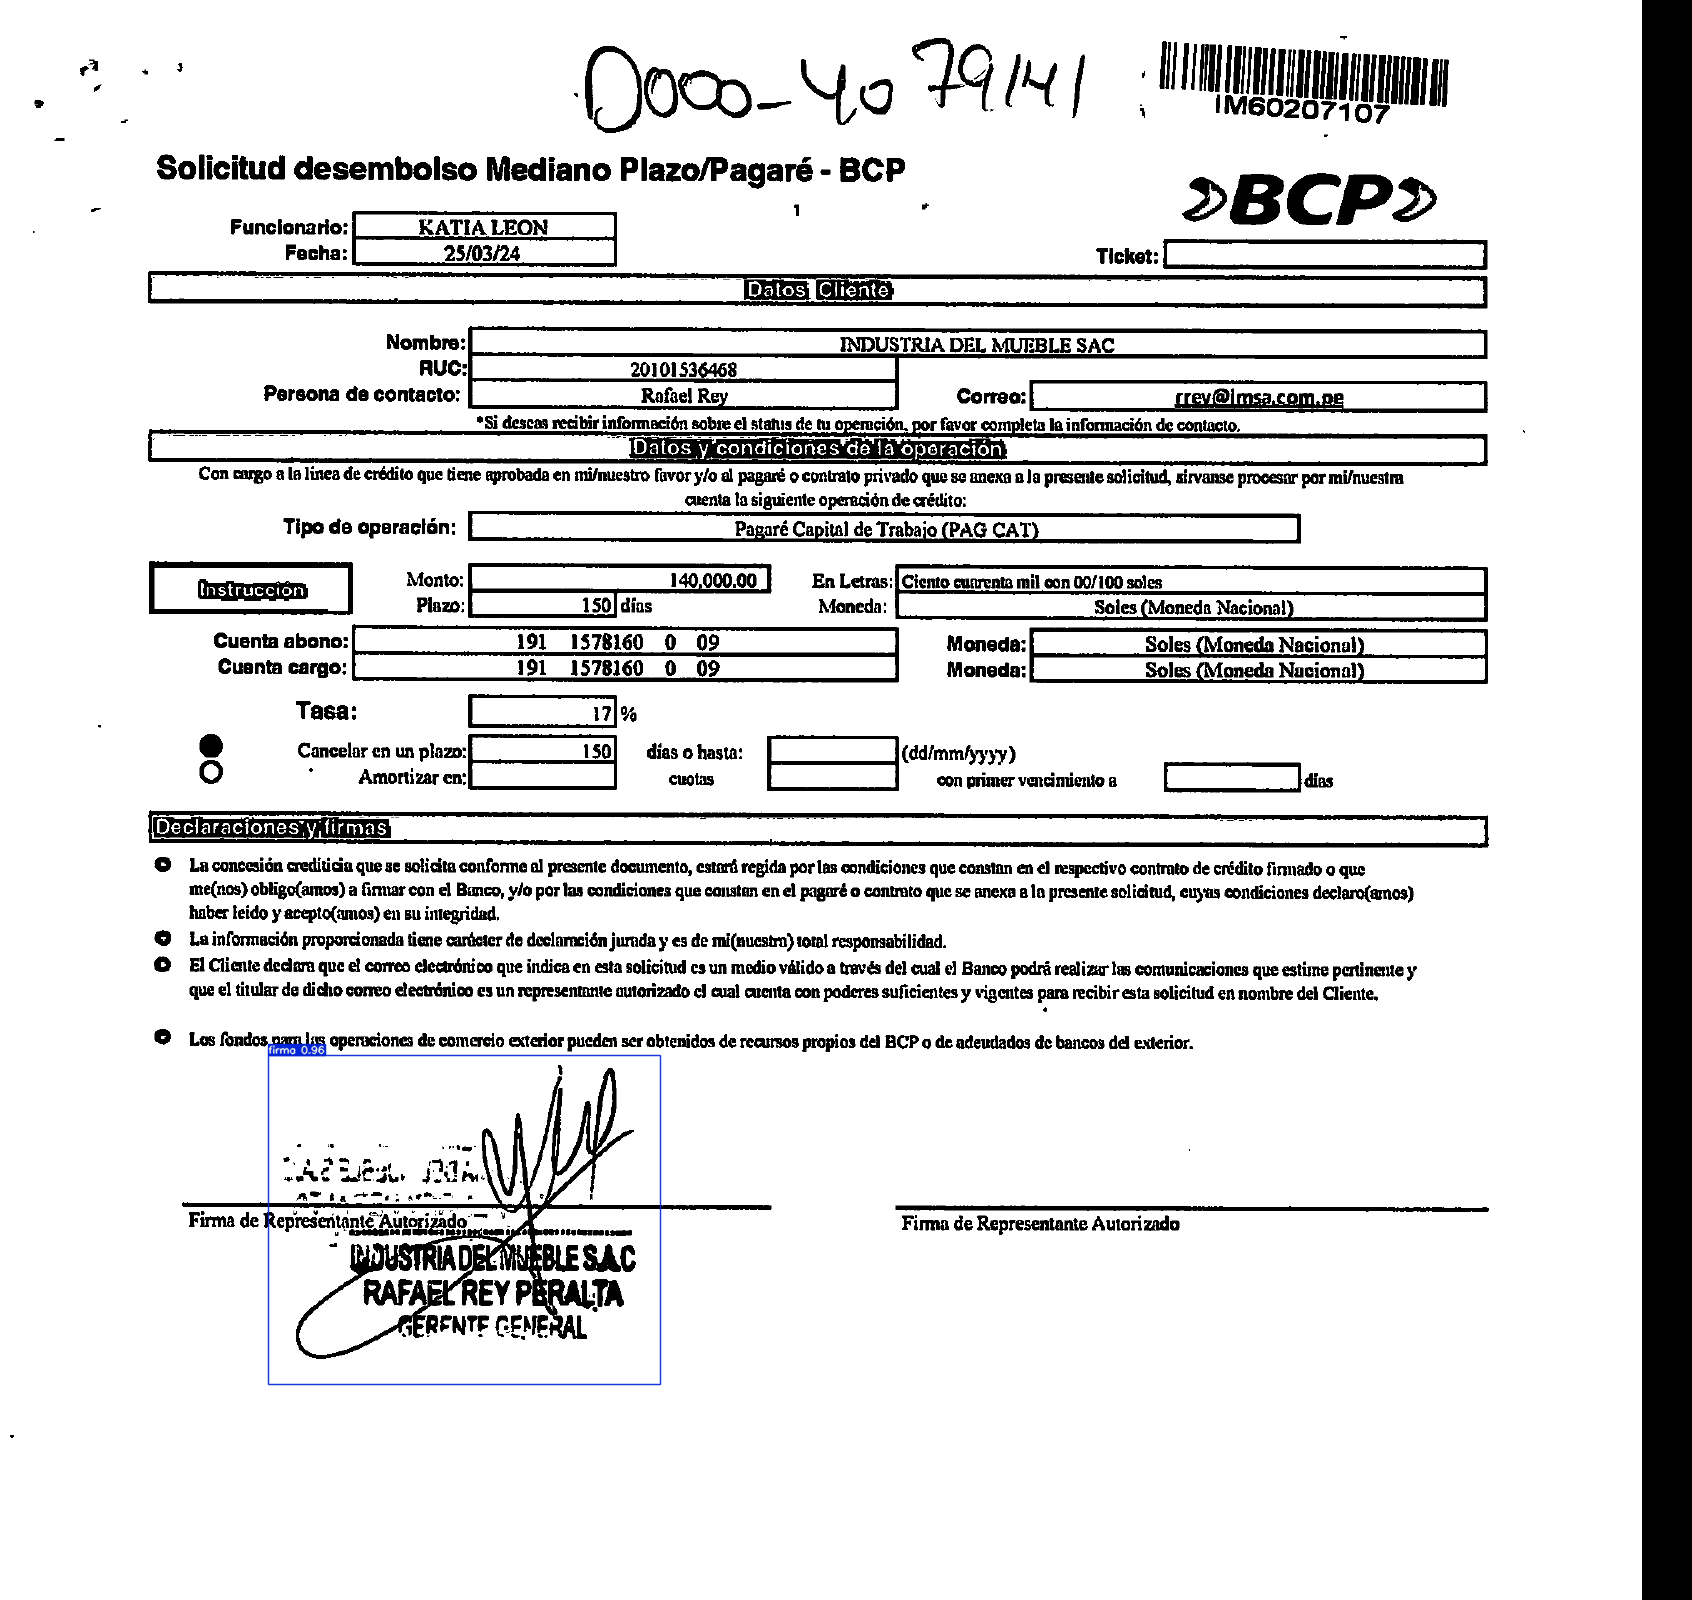 D000-4079141
IM60207107
Solicitud desembolso Mediano Plazo/Pagaré - BCP
BCP
1
Funcionario: KATIA LEON
Fecha: 25/03/24
Ticket:
Datos Cliente
Nombre: INDUSTRIA DEL MUEBLE SAC
RUC: 20101536468
Persona de contacto: Rafael Rey Correo: rrey@imsa.com.pe
*Si deseas recibir información sobre el status de tu operación, por favor completa la información de contacto.
Datos y condiciones de la operación
Con cargo a la línea de crédito que tiene aprobada en mi/nuestro favor y/o al pagaré o contrato privado que se anexa a la presente solicitud, sírvanse procesar por mi/nuestra
cuenta la siguiente operación de crédito:
Tipo de operación: Pagaré Capital de Trabajo (PAG CAT)
Instrucción
Monto: 140,000.00 En Letras: Ciento cuarenta mil con 00/100 soles
Plazo: 150 días Moneda: Soles (Moneda Nacional)
Cuenta abono: 191 1578160 0 09 Moneda: Soles (Moneda Nacional)
Cuenta cargo: 191 1578160 0 09 Moneda: Soles (Moneda Nacional)
Tasa: 17 %
Cancelar en un plazo: 150 días o hasta: (dd/mm/yyyy)
Amortizar en: cuotas con primer vencimiento a días
Declaraciones y firmas
La concesión crediticia que se solicita conforme al presente documento, estará regida por las condiciones que constan en el respectivo contrato de crédito firmado o que
me(nos) obligo(amos) a firmar con el Banco, y/o por las condiciones que constan en el pagaré o contrato que se anexa a la presente solicitud, cuyas condiciones declaro(amos)
haber leído y acepto(amos) en su integridad.
La información proporcionada tiene carácter de declaración jurada y es de mi(nuestra) total responsabilidad.
El Cliente declara que el correo electrónico que indica en esta solicitud es un medio válido a través del cual el Banco podrá realizar las comunicaciones que estime pertinente y
que el titular de dicho correo electrónico es un representante autorizado el cual cuenta con poderes suficientes y vigentes para recibir esta solicitud en nombre del Cliente.
Los fondos para las operaciones de comercio exterior pueden ser obtenidos de recursos propios del BCP o de adeudados de bancos del exterior.
firma 0.96
Firma de Representante Autorizado
Firma de Representante Autorizado
INDUSTRIA DEL MUEBLE S.A.C
RAFAEL REY PERALTA
GERENTE GENERAL